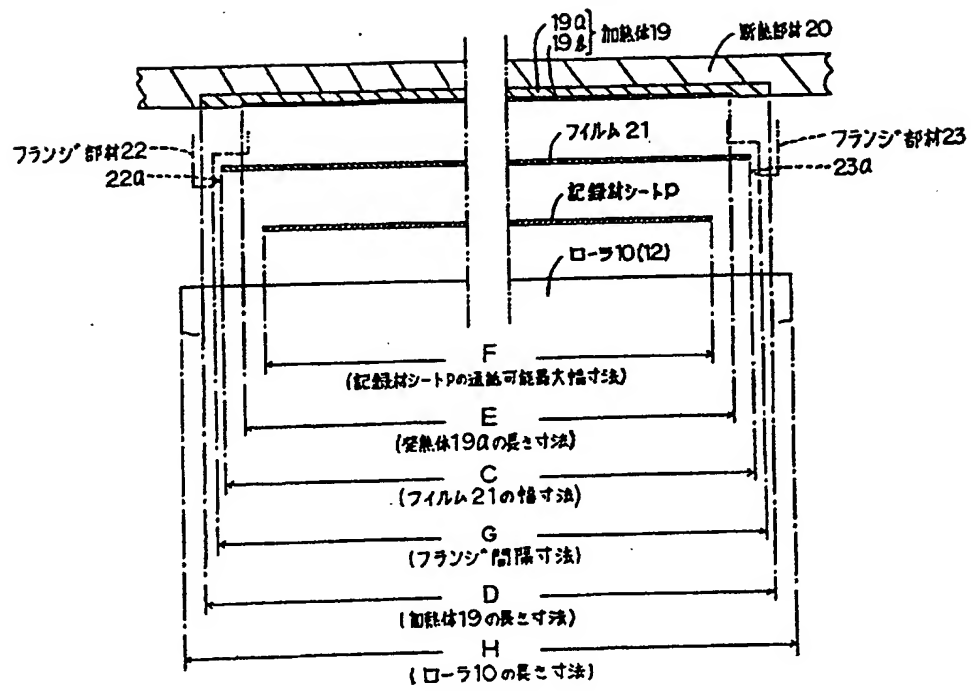 19a
19b } 加熱体19
断熱部材20
フランジ部材22
22a
フイルム21
フランジ部材23
23a
記録材シートP
ローラ10(12)
F
(記録材シートPの通紙可能最大幅寸法)
E
(発熱体19aの長さ寸法)
C
(フイルム21の幅寸法)
G
(フランジ間隔寸法)
D
(加熱体19の長さ寸法)
H
(ローラ10の長さ寸法)